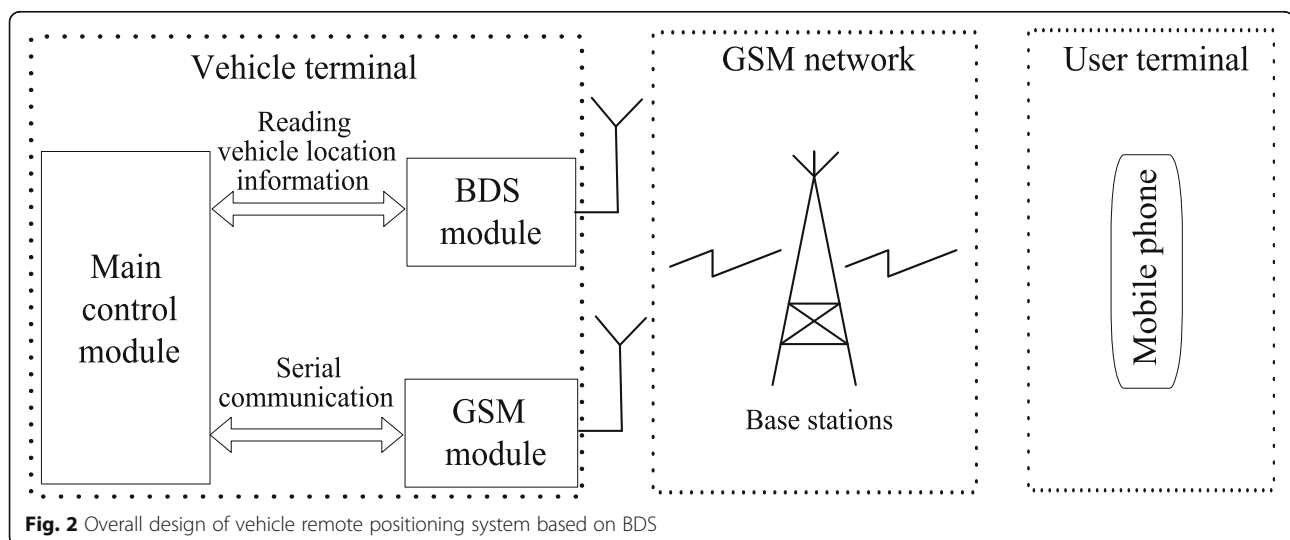 Vehicle terminal
Reading
vehicle location
information
Main
control
module
BDS
module
Serial
communication
GSM
module
GSM network
Base stations
User terminal
Mobile phone
Fig. 2 Overall design of vehicle remote positioning system based on BDS